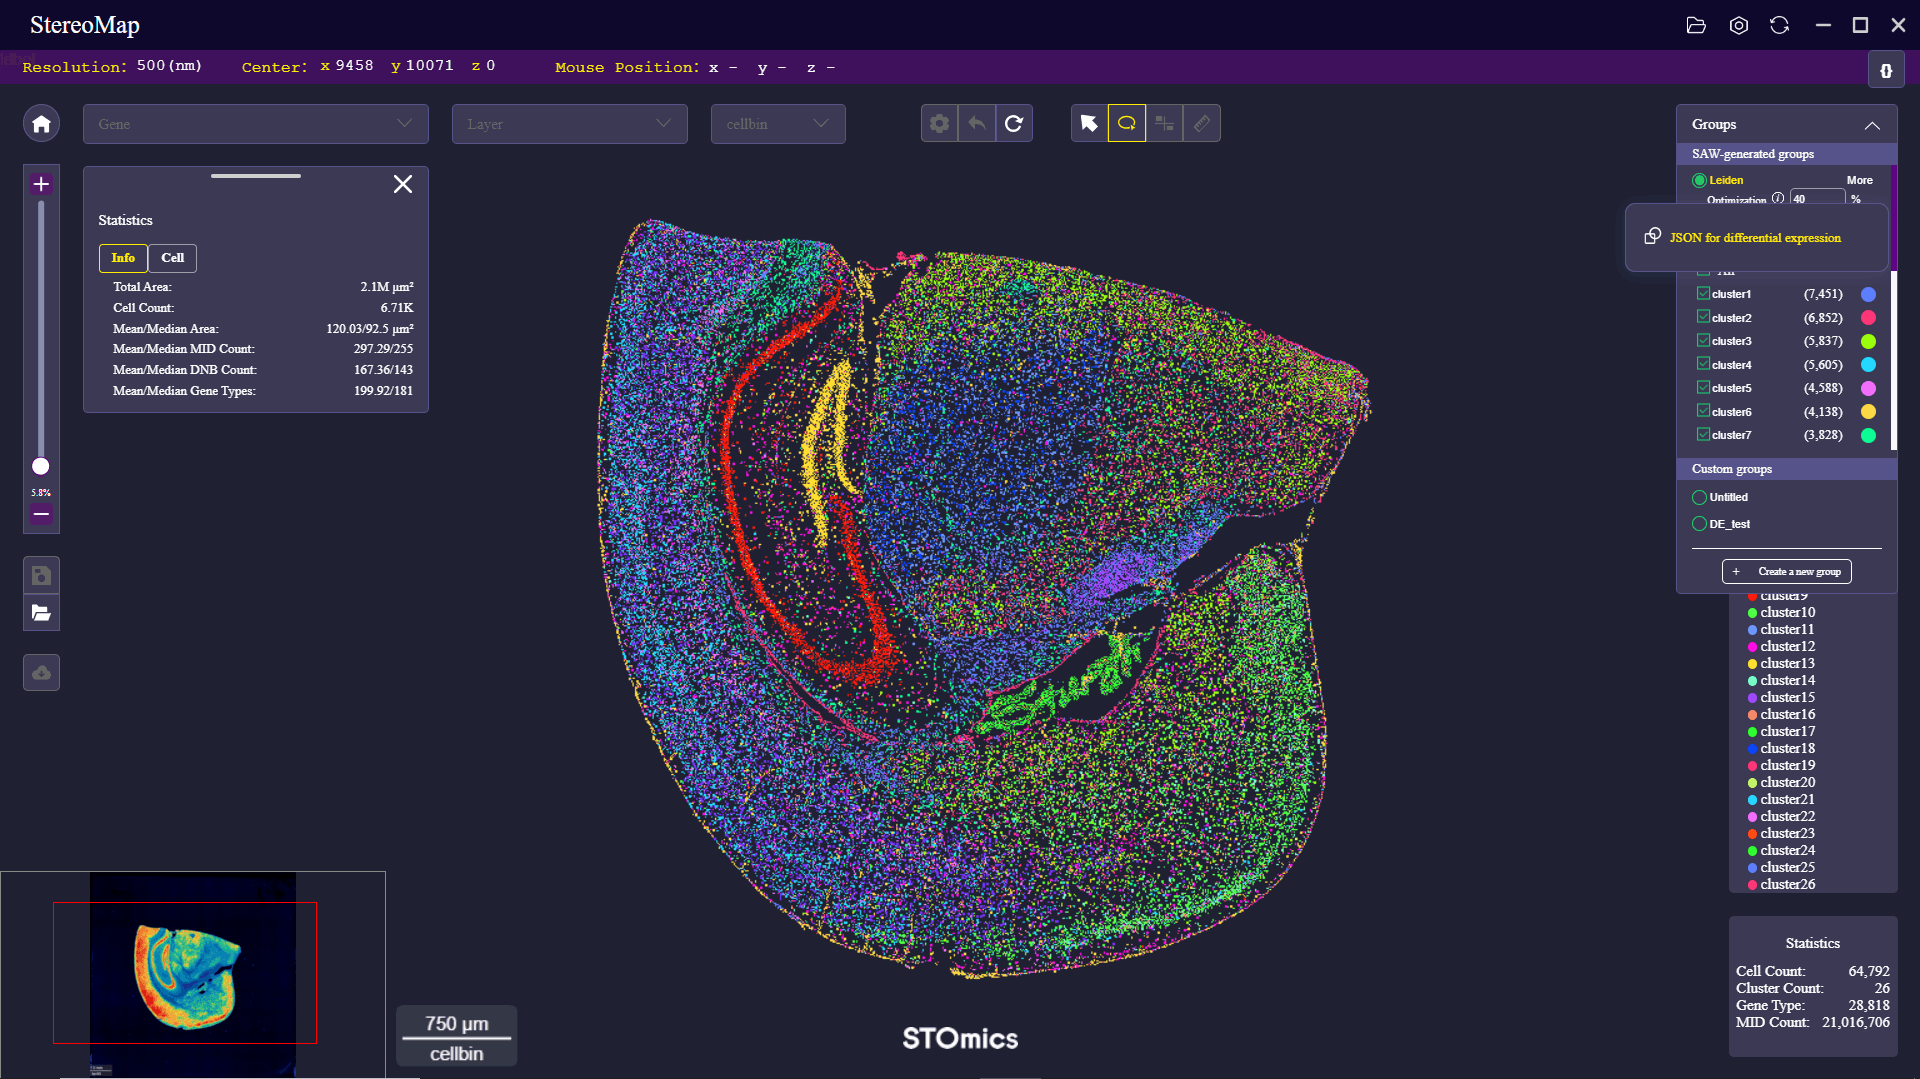 StereoMap
Resolution: 500(nm) Center: x 9458 y 10071 z 0 Mouse Position: x - y - z -
{}
Gene
Layer
cellbin
Statistics
Info Cell
Total Area: 2.1M μm²
Cell Count: 6.71K
Mean/Median Area: 120.03/92.5 μm²
Mean/Median MID Count: 297.29/255
Mean/Median DNB Count: 167.36/143
Mean/Median Gene Types: 199.92/181
5.8%
Groups
SAW-generated groups
Leiden More
Optimization 40 %
JSON for differential expression
All
cluster1 (7,451)
cluster2 (6,852)
cluster3 (5,837)
cluster4 (5,605)
cluster5 (4,588)
cluster6 (4,138)
cluster7 (3,828)
Custom groups
Untitled
DE_test
+ Create a new group
cluster9
cluster10
cluster11
cluster12
cluster13
cluster14
cluster15
cluster16
cluster17
cluster18
cluster19
cluster20
cluster21
cluster22
cluster23
cluster24
cluster25
cluster26
Statistics
Cell Count: 64,792
Cluster Count: 26
Gene Type: 28,818
MID Count: 21,016,706
750 μm
cellbin
STOmics